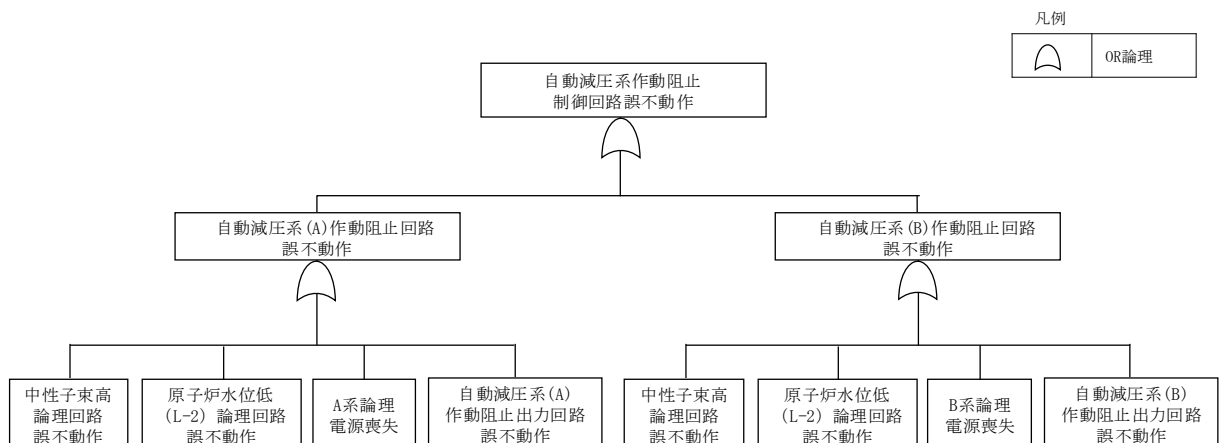 凡例
OR論理
自動減圧系作動阻止
制御回路誤不動作
自動減圧系(A)作動阻止回路
誤不動作
自動減圧系(B)作動阻止回路
誤不動作
中性子束高
論理回路
誤不動作
原子炉水位低
(L-2) 論理回路
誤不動作
A系論理
電源喪失
自動減圧系(A)
作動阻止出力回路
誤不動作
中性子束高
論理回路
誤不動作
原子炉水位低
(L-2) 論理回路
誤不動作
B系論理
電源喪失
自動減圧系(B)
作動阻止出力回路
誤不動作